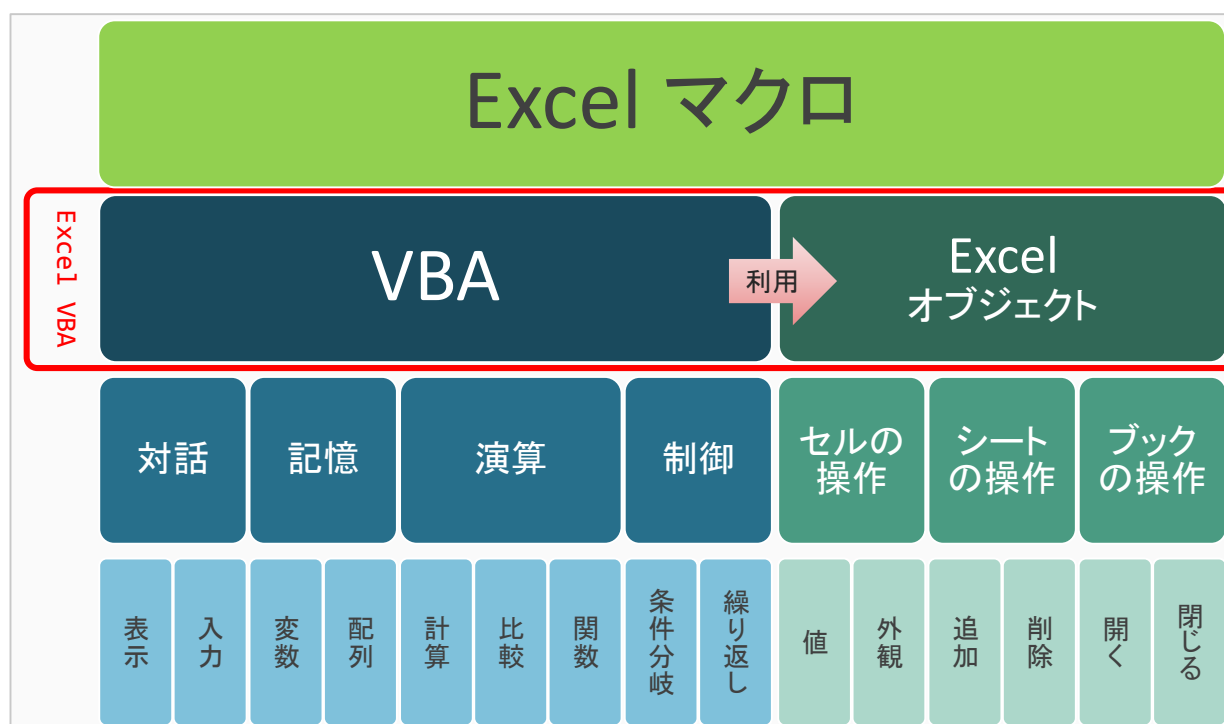 Excel マクロ
Excel VBA
VBA
利用
Excel
オブジェクト
対話
記憶
演算
制御
セルの
操作
シート
の操作
ブック
の操作
表示
入力
変数
配列
計算
比較
関数
条件分岐
繰り返し
値
外観
追加
削除
開く
閉じる